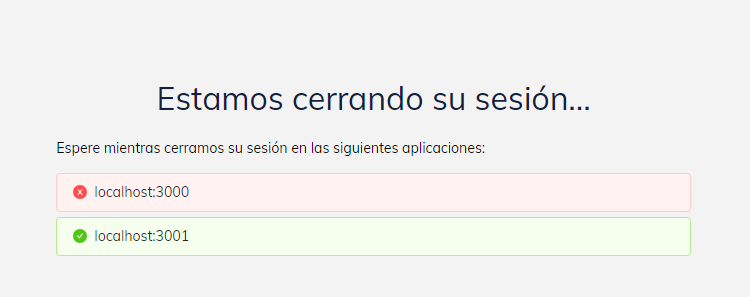 Estamos cerrando su sesión...
Espere mientras cerramos su sesión en las siguientes aplicaciones:
localhost:3000
localhost:3001